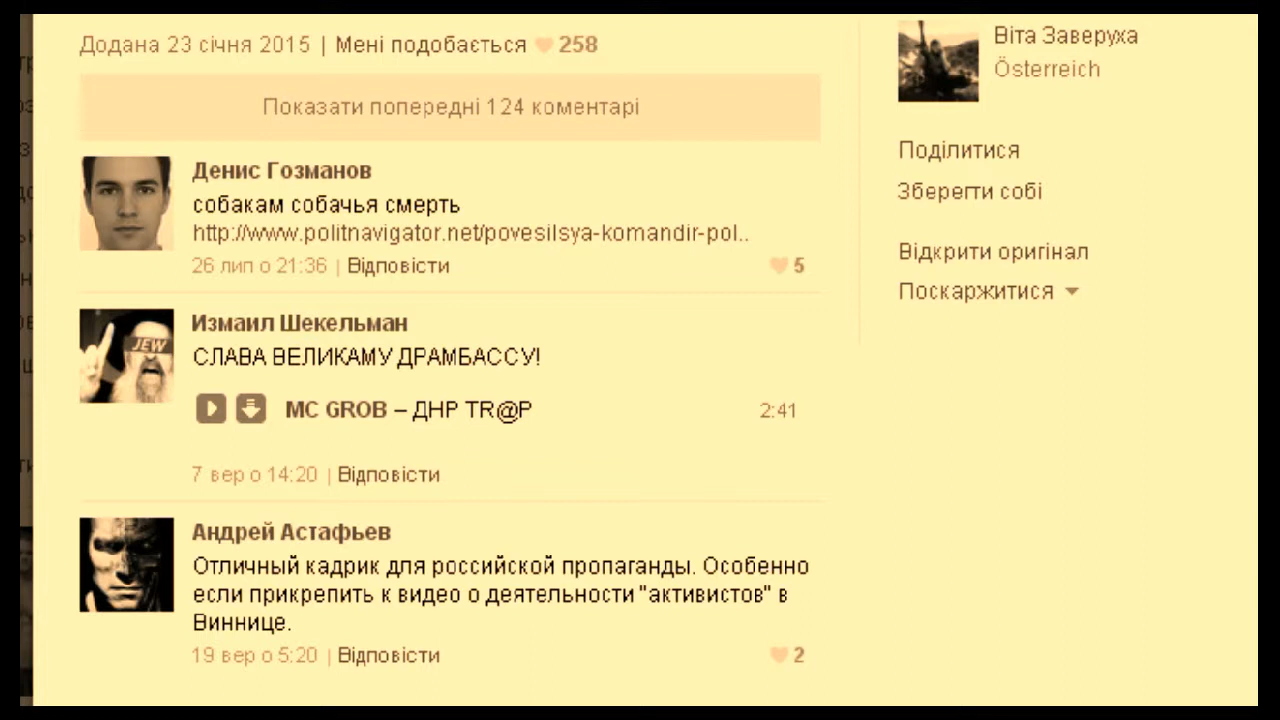 Додана 23 січня 2015 | Мені подобається 258
Показати попередні 124 коментарі
Денис Гозманов
собакам собачья смерть
http://www.politnavigator.net/povesilsya-komandir-pol..
26 лип о 21:36 | Відповісти 5
Измаил Шекельман
JEW
СЛАВА ВЕЛИКАМУ ДРАМБАССУ!
MC GROB – ДНР TR@P 2:41
7 вер о 14:20 | Відповісти
Андрей Астафьев
Отличный кадрик для российской пропаганды. Особенно
если прикрепить к видео о деятельности "активистов" в
Виннице.
19 вер о 5:20 | Відповісти 2
Віта Заверуха
Österreich
Поділитися
Зберегти собі
Відкрити оригінал
Поскаржитися